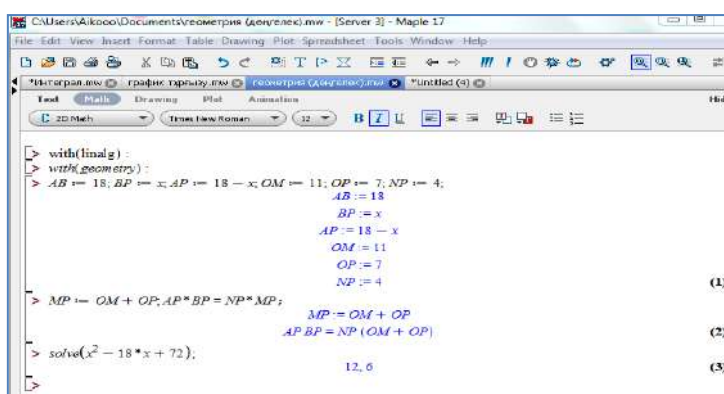 C:\Users\Aikooo\Documents\геометрия (дөңгелек).mw - [Server 3] - Maple 17
File Edit View Insert Format Table Drawing Plot Spreadsheet Tools Window Help
*Интеграл.mw график тұрғызу.mw геометрия (дөңгелек).mw *Untitled (4)
Text Math Drawing Plot Animation
C 2D Math Times New Roman 12 B I U
> with(linalg) :
> with(geometry) :
> AB := 18; BP := x; AP := 18 − x; OM := 11; OP := 7; NP := 4;
AB := 18
BP := x
AP := 18 − x
OM := 11
OP := 7
NP := 4 (1)
> MP := OM + OP; AP*BP = NP*MP;
MP := OM + OP
AP BP = NP (OM + OP) (2)
> solve(x² − 18*x + 72);
12, 6 (3)
>